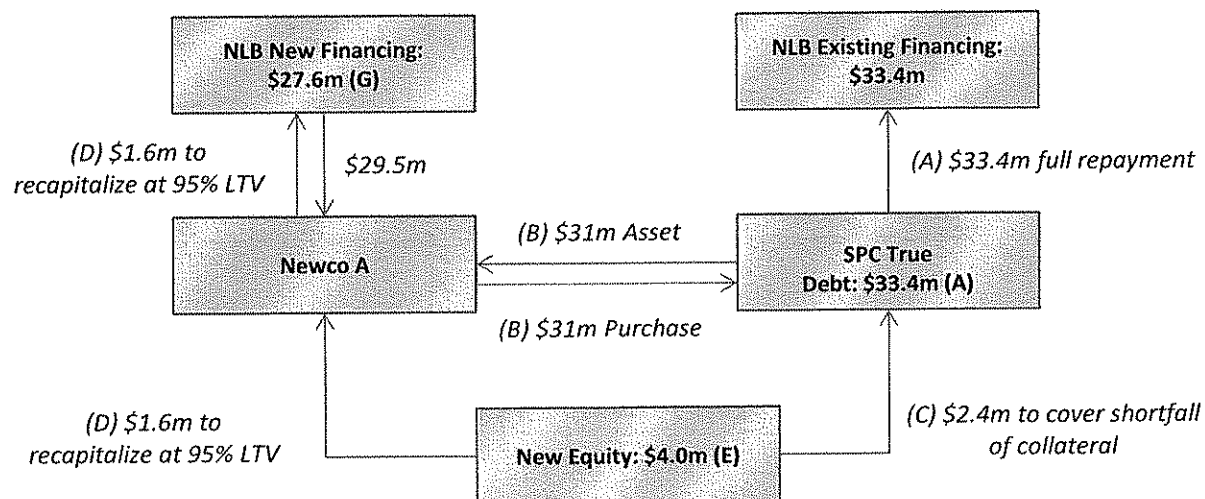 NLB New Financing:
$27.6m (G)
NLB Existing Financing:
$33.4m
(D) $1.6m to
recapitalize at 95% LTV
$29.5m
(A) $33.4m full repayment
Newco A
(B) $31m Asset
SPC True
Debt: $33.4m (A)
(B) $31m Purchase
(D) $1.6m to
recapitalize at 95% LTV
New Equity: $4.0m (E)
(C) $2.4m to cover shortfall
of collateral